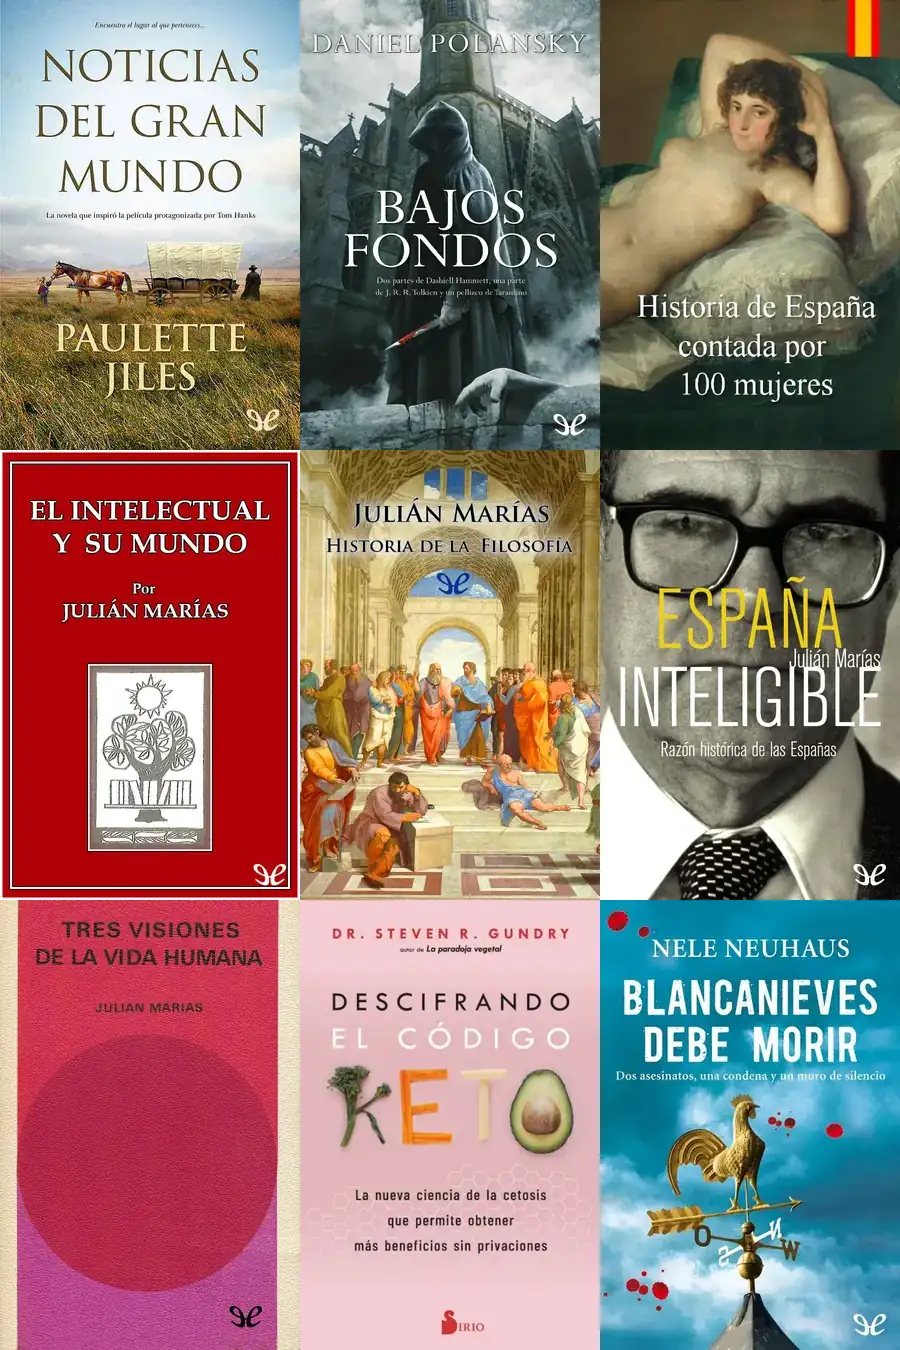 Encuentra el lugar al que perteneces...
NOTICIAS
DEL GRAN
MUNDO
La novela que inspiró la película protagonizada por Tom Hanks
PAULETTE
JILES
DANIEL POLANSKY
BAJOS
FONDOS
Dos partes de Dashiell Hammett, una parte
de J. R. R. Tolkien y un pellizco de Tarantino
Historia de España
contada por
100 mujeres
EL INTELECTUAL
Y SU MUNDO
Por
JULIÁN MARÍAS
JULIÁN MARÍAS
HISTORIA DE LA FILOSOFÍA
ESPAÑA
Julián Marías
INTELIGIBLE
Razón histórica de las Españas
TRES VISIONES
DE LA VIDA HUMANA
JULIAN MARIAS
DR. STEVEN R. GUNDRY
autor de La paradoja vegetal
DESCIFRANDO
EL CÓDIGO
KETO
La nueva ciencia de la cetosis
que permite obtener
más beneficios sin privaciones
SIRIO
NELE NEUHAUS
BLANCANIEVES
DEBE MORIR
Dos asesinatos, una condena y un muro de silencio
O N
S W